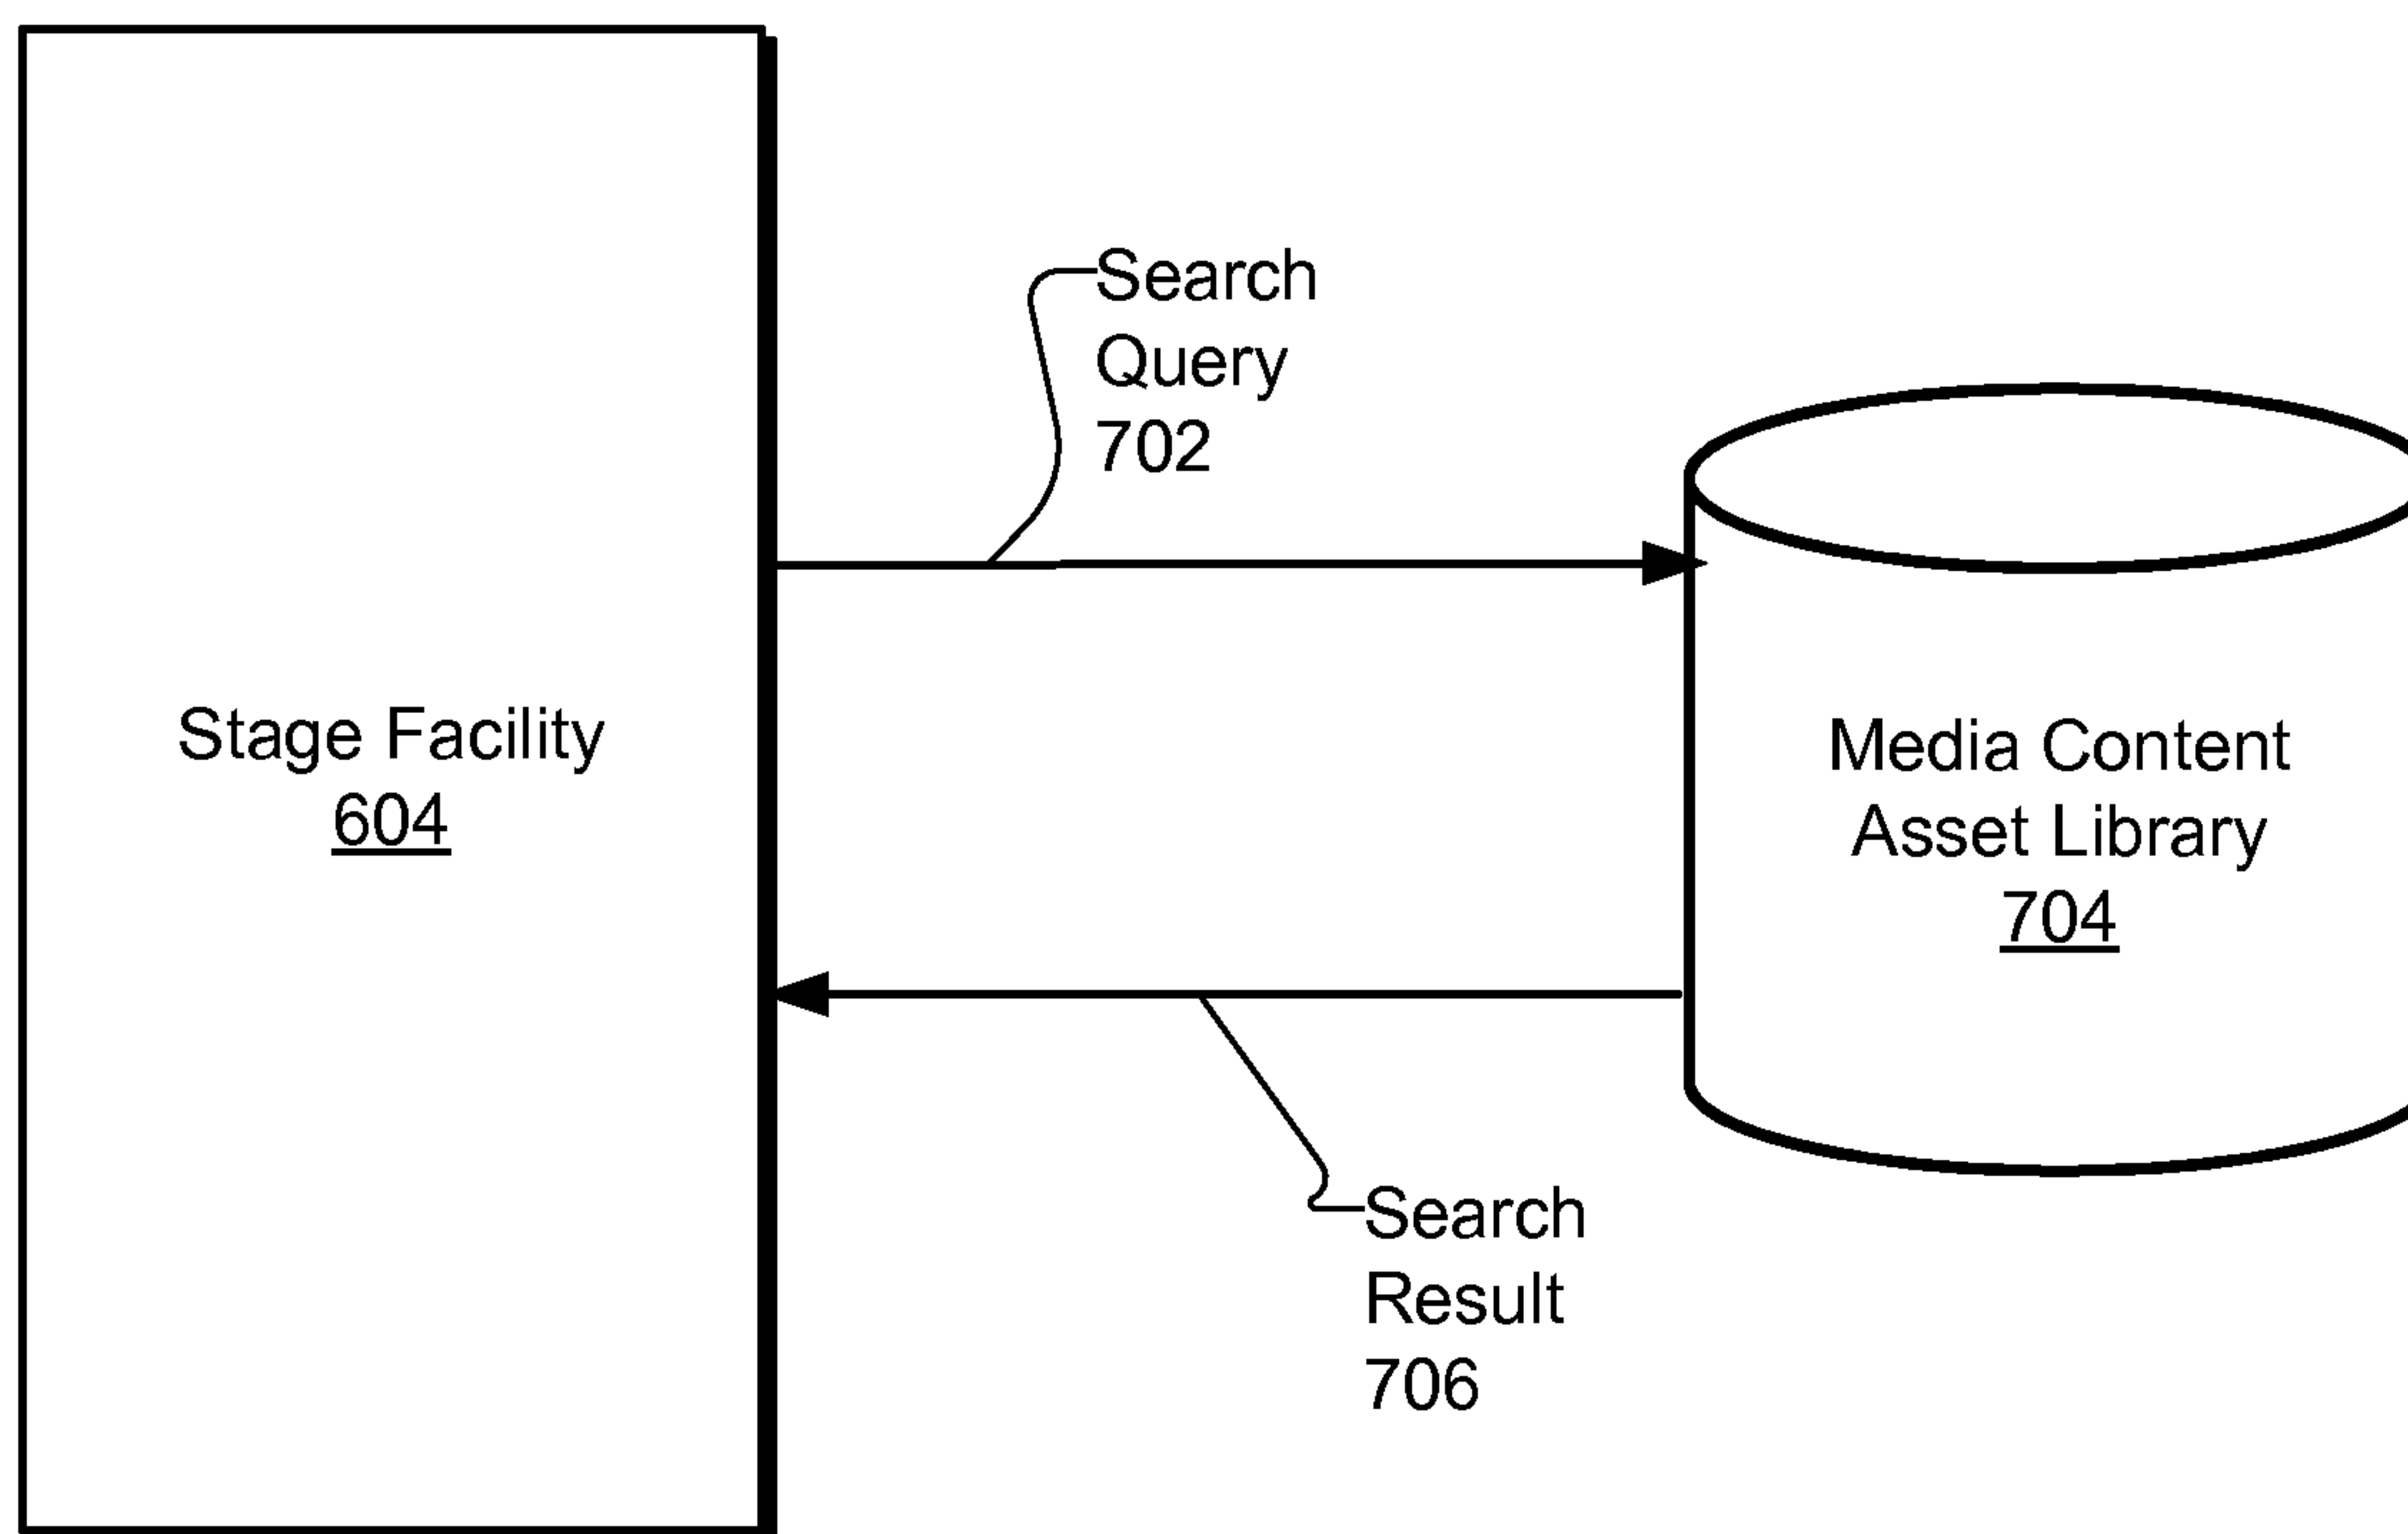 Search
Query
702
Stage Facility
604
Media Content
Asset Library
704
Search
Result
706